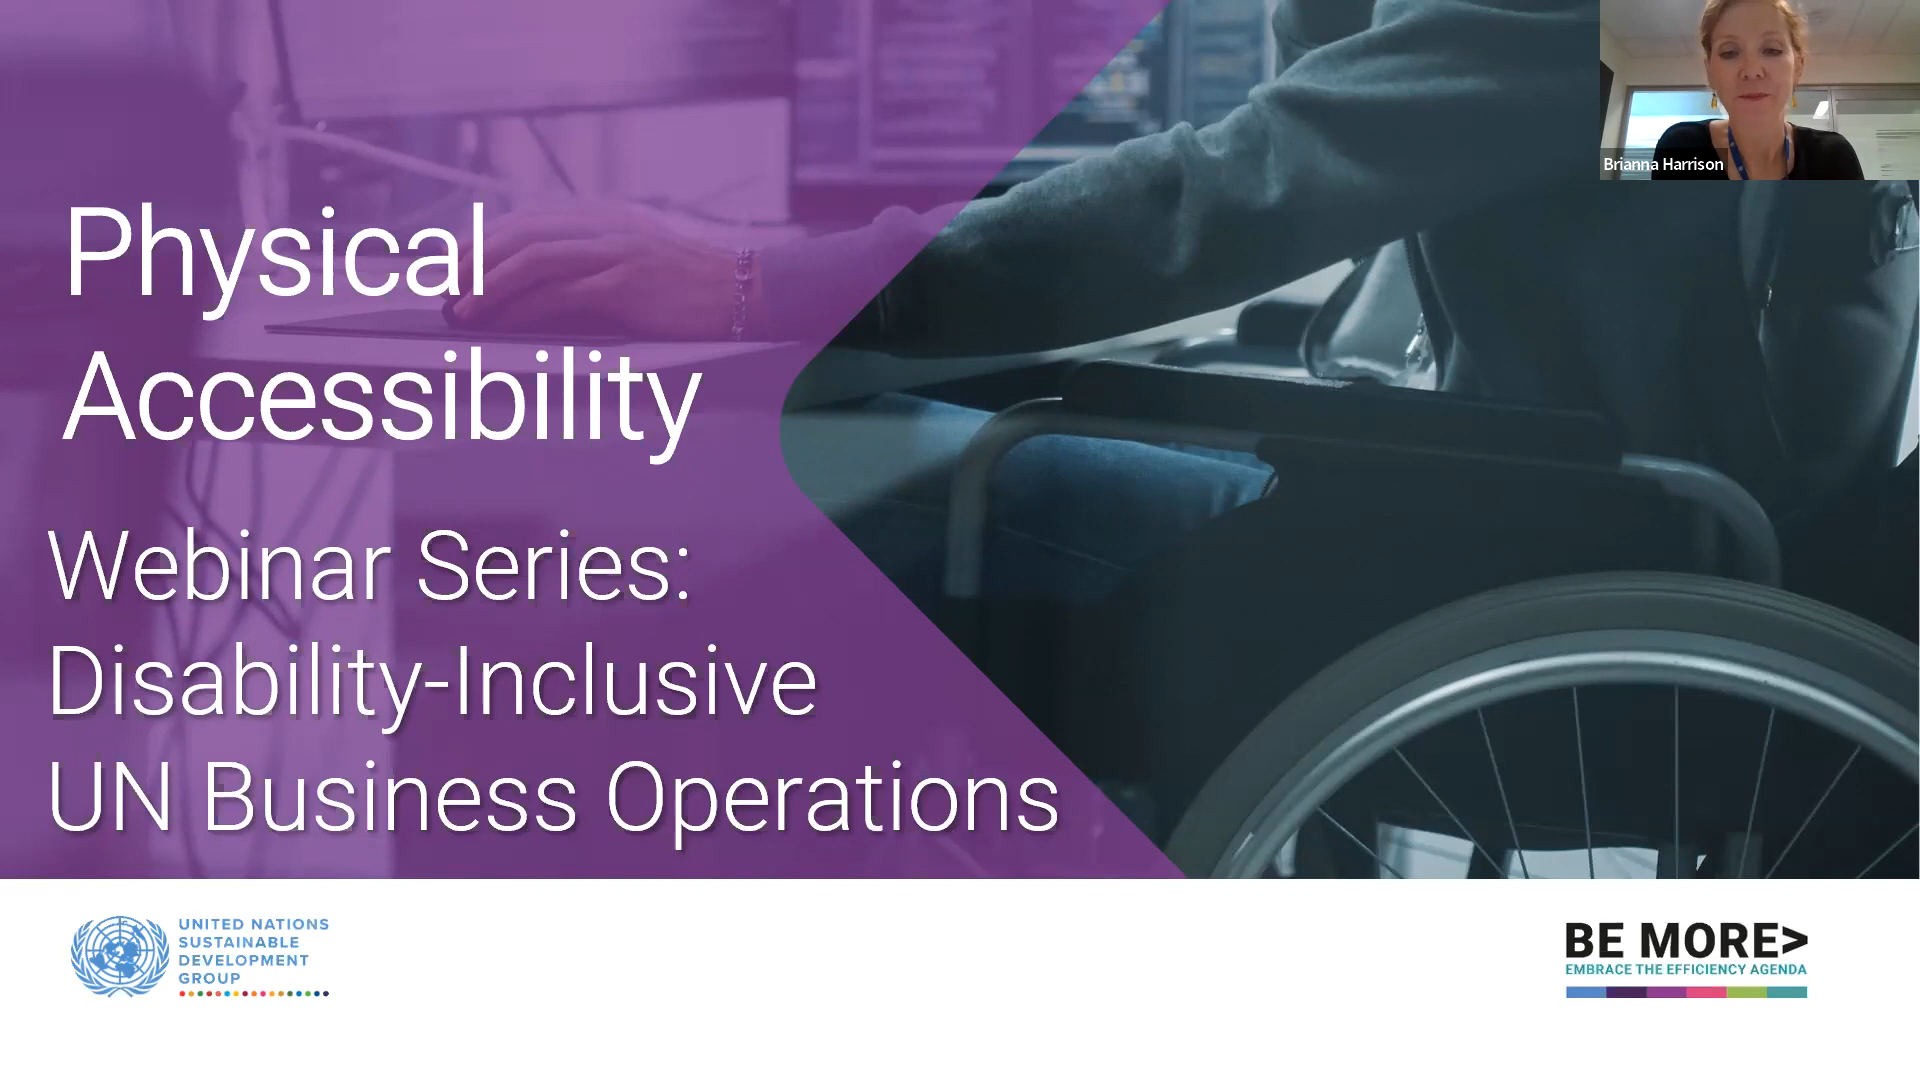 Brianna Harrison
Physical
Accessibility
Webinar Series:
Disability-Inclusive
UN Business Operations
UNITED NATIONS
SUSTAINABLE
DEVELOPMENT
GROUP
BE MORE>
EMBRACE THE EFFICIENCY AGENDA